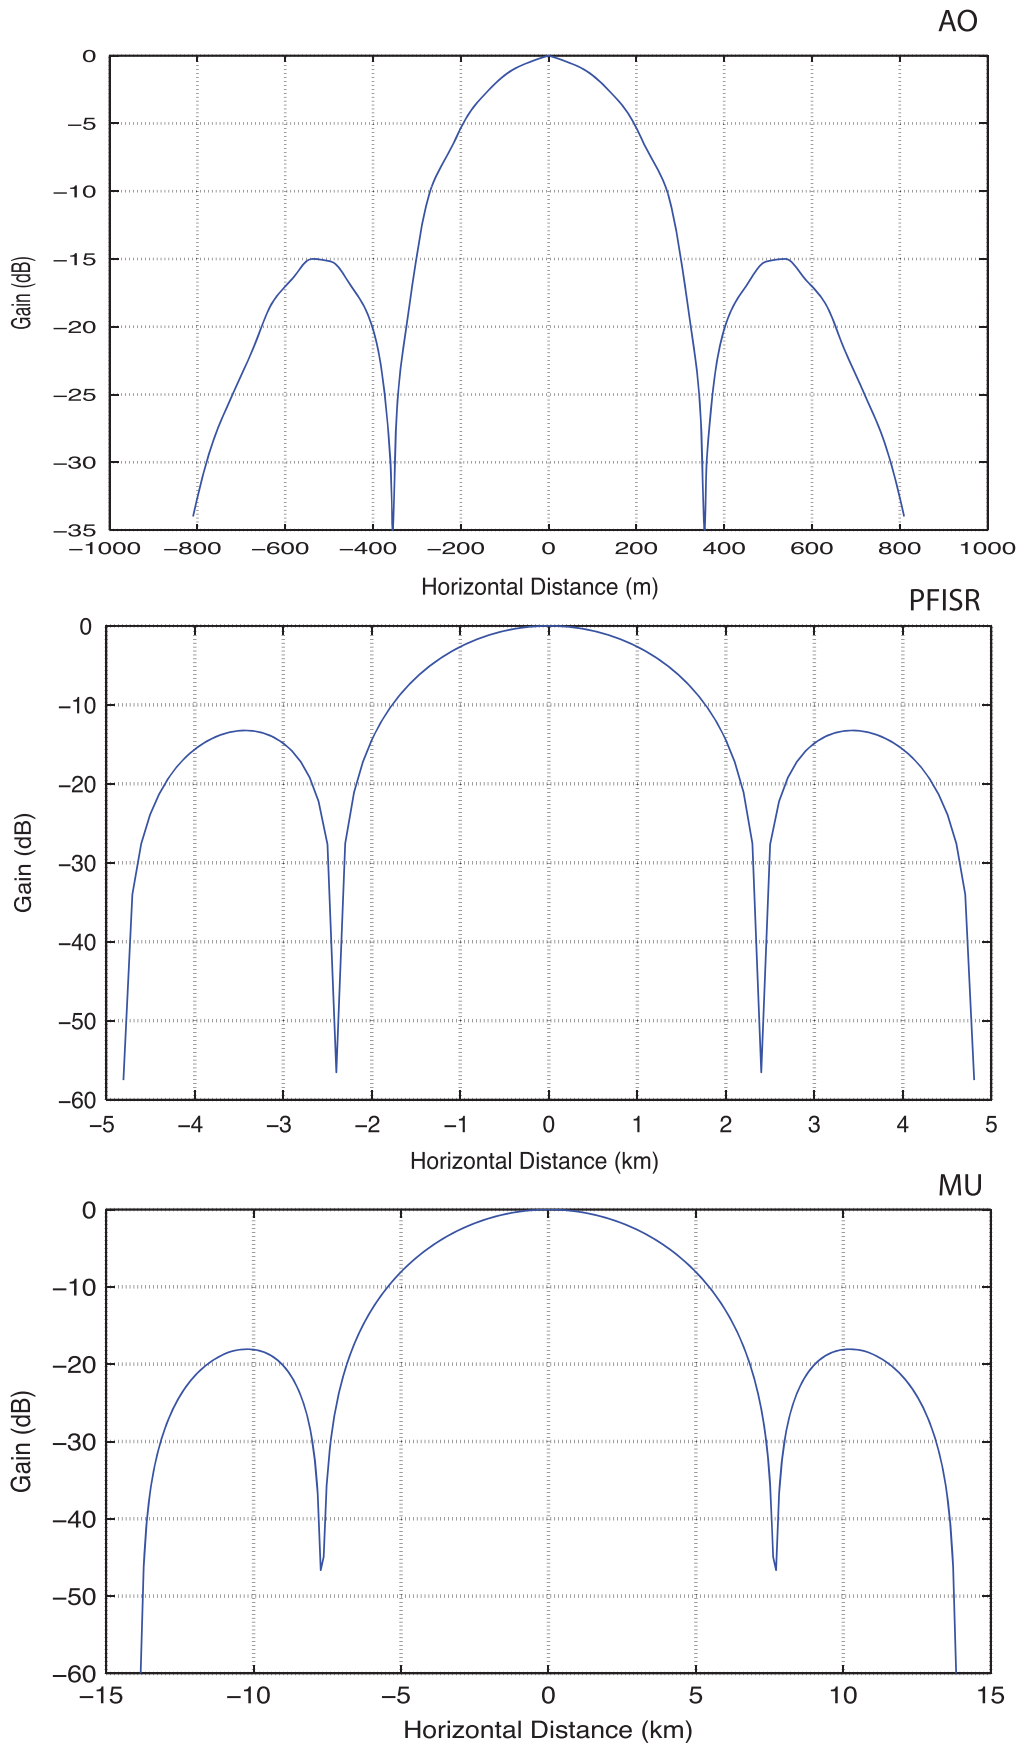 AO
0
−5
−10
−15
−20
−25
−30
−35
Gain (dB)
−1000 −800 −600 −400 −200 0 200 400 600 800 1000
Horizontal Distance (m)
PFISR
0
−10
−20
−30
−40
−50
−60
Gain (dB)
−5 −4 −3 −2 −1 0 1 2 3 4 5
Horizontal Distance (km)
MU
0
−10
−20
−30
−40
−50
−60
Gain (dB)
−15 −10 −5 0 5 10 15
Horizontal Distance (km)